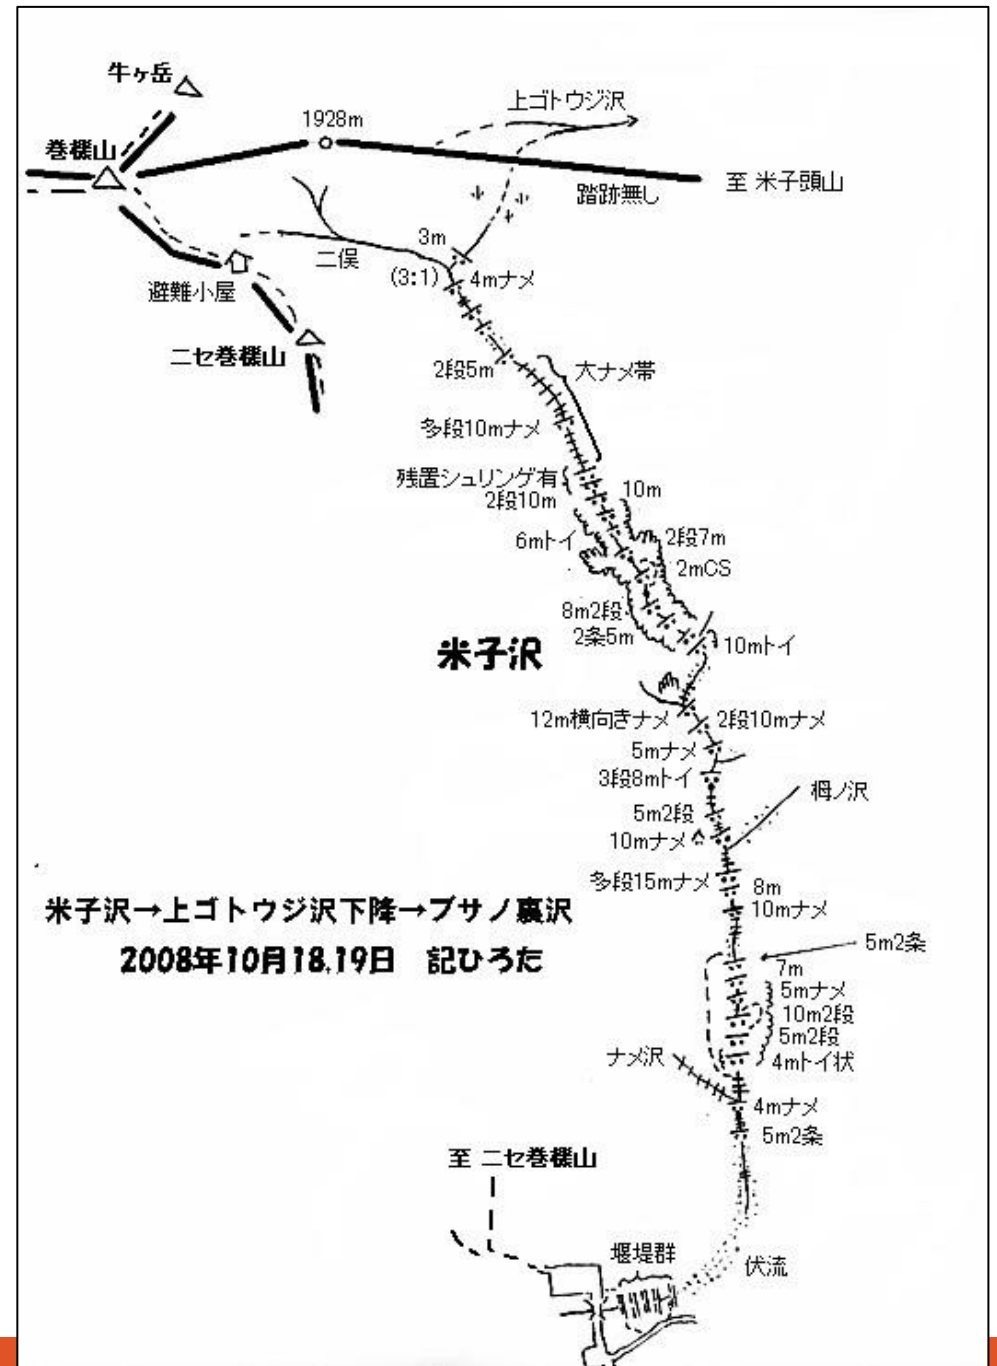 牛ヶ岳
上ゴトウジ沢
1928m
巻機山
至 米子頭山
踏跡無し
3m
二俣
(3:1)
4mナメ
避難小屋
ニセ巻機山
2段5m
大ナメ帯
多段10mナメ
残置シュリンゲ有
2段10m
10m
6mトイ
2段7m
2mCS
8m2段
2条5m
10mトイ
米子沢
12m横向きナメ
2段10mナメ
5mナメ
3段8mトイ
栂ノ沢
5m2段
10mナメ
多段15mナメ
8m
10mナメ
米子沢→上ゴトウジ沢下降→ブサノ裏沢
2008年10月18,19日 記ひろた
5m2条
7m
5mナメ
10m2段
5m2段
ナメ沢
4mトイ状
4mナメ
5m2条
至 ニセ巻機山
堰堤群
伏流